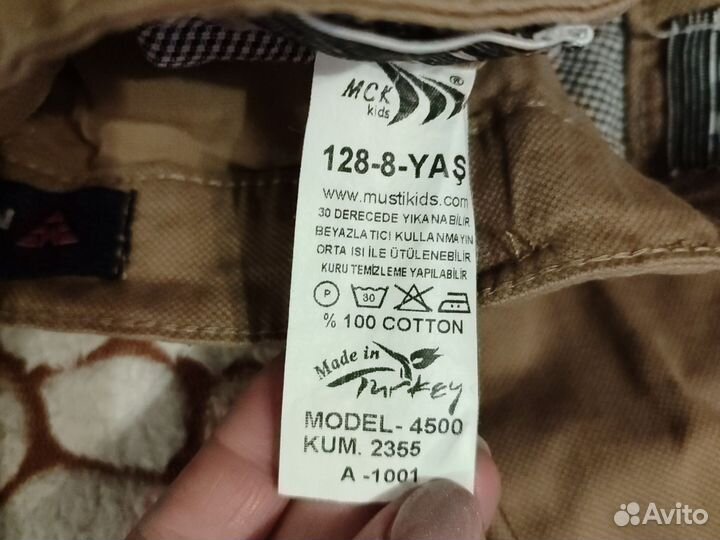 MCK ®
kids
128-8-YAŞ
www.mustikids.com
30 DERECEDE YIKANABİLİR
BEYAZLATICI KULLANMAYIN
ORTA ISI İLE ÜTÜLENEBİLİR
KURU TEMİZLEME YAPILABİLİR
P 30
% 100 COTTON
Made in
Turkey
MODEL- 4500
KUM. 2355
A -1001
Avito